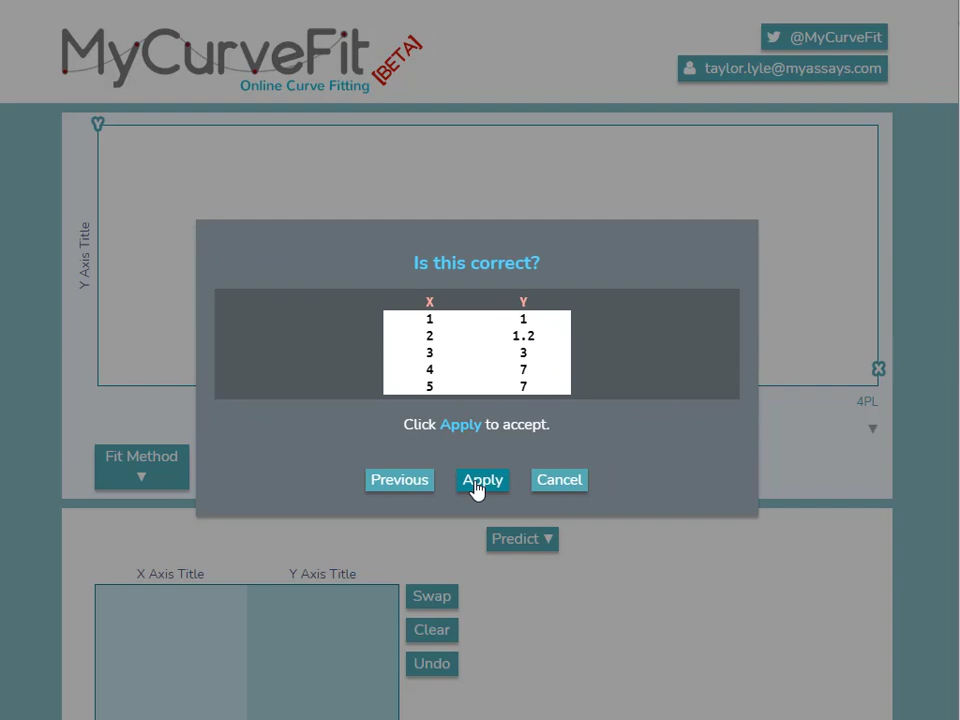 MyCurveFit
[BETA]
Online Curve Fitting
@MyCurveFit
taylor.lyle@myassays.com
Y
Y Axis Title
Is this correct?
X Y
1 1
2 1.2
3 3
4 7
5 7
Click Apply to accept.
Previous Apply Cancel
X
4PL
▼
Fit Method
▼
Predict ▼
X Axis Title Y Axis Title
Swap
Clear
Undo